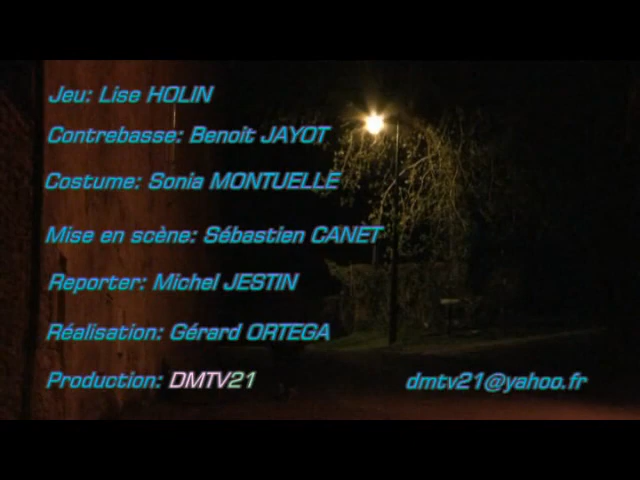 Jeu: Lise HOLIN
Contrebasse: Benoit JAYOT
Costume: Sonia MONTUELLE
Mise en scène: Sébastien CANET
Reporter: Michel JESTIN
Réalisation: Gérard ORTEGA
Production: DMTV21 dmtv21@yahoo.fr